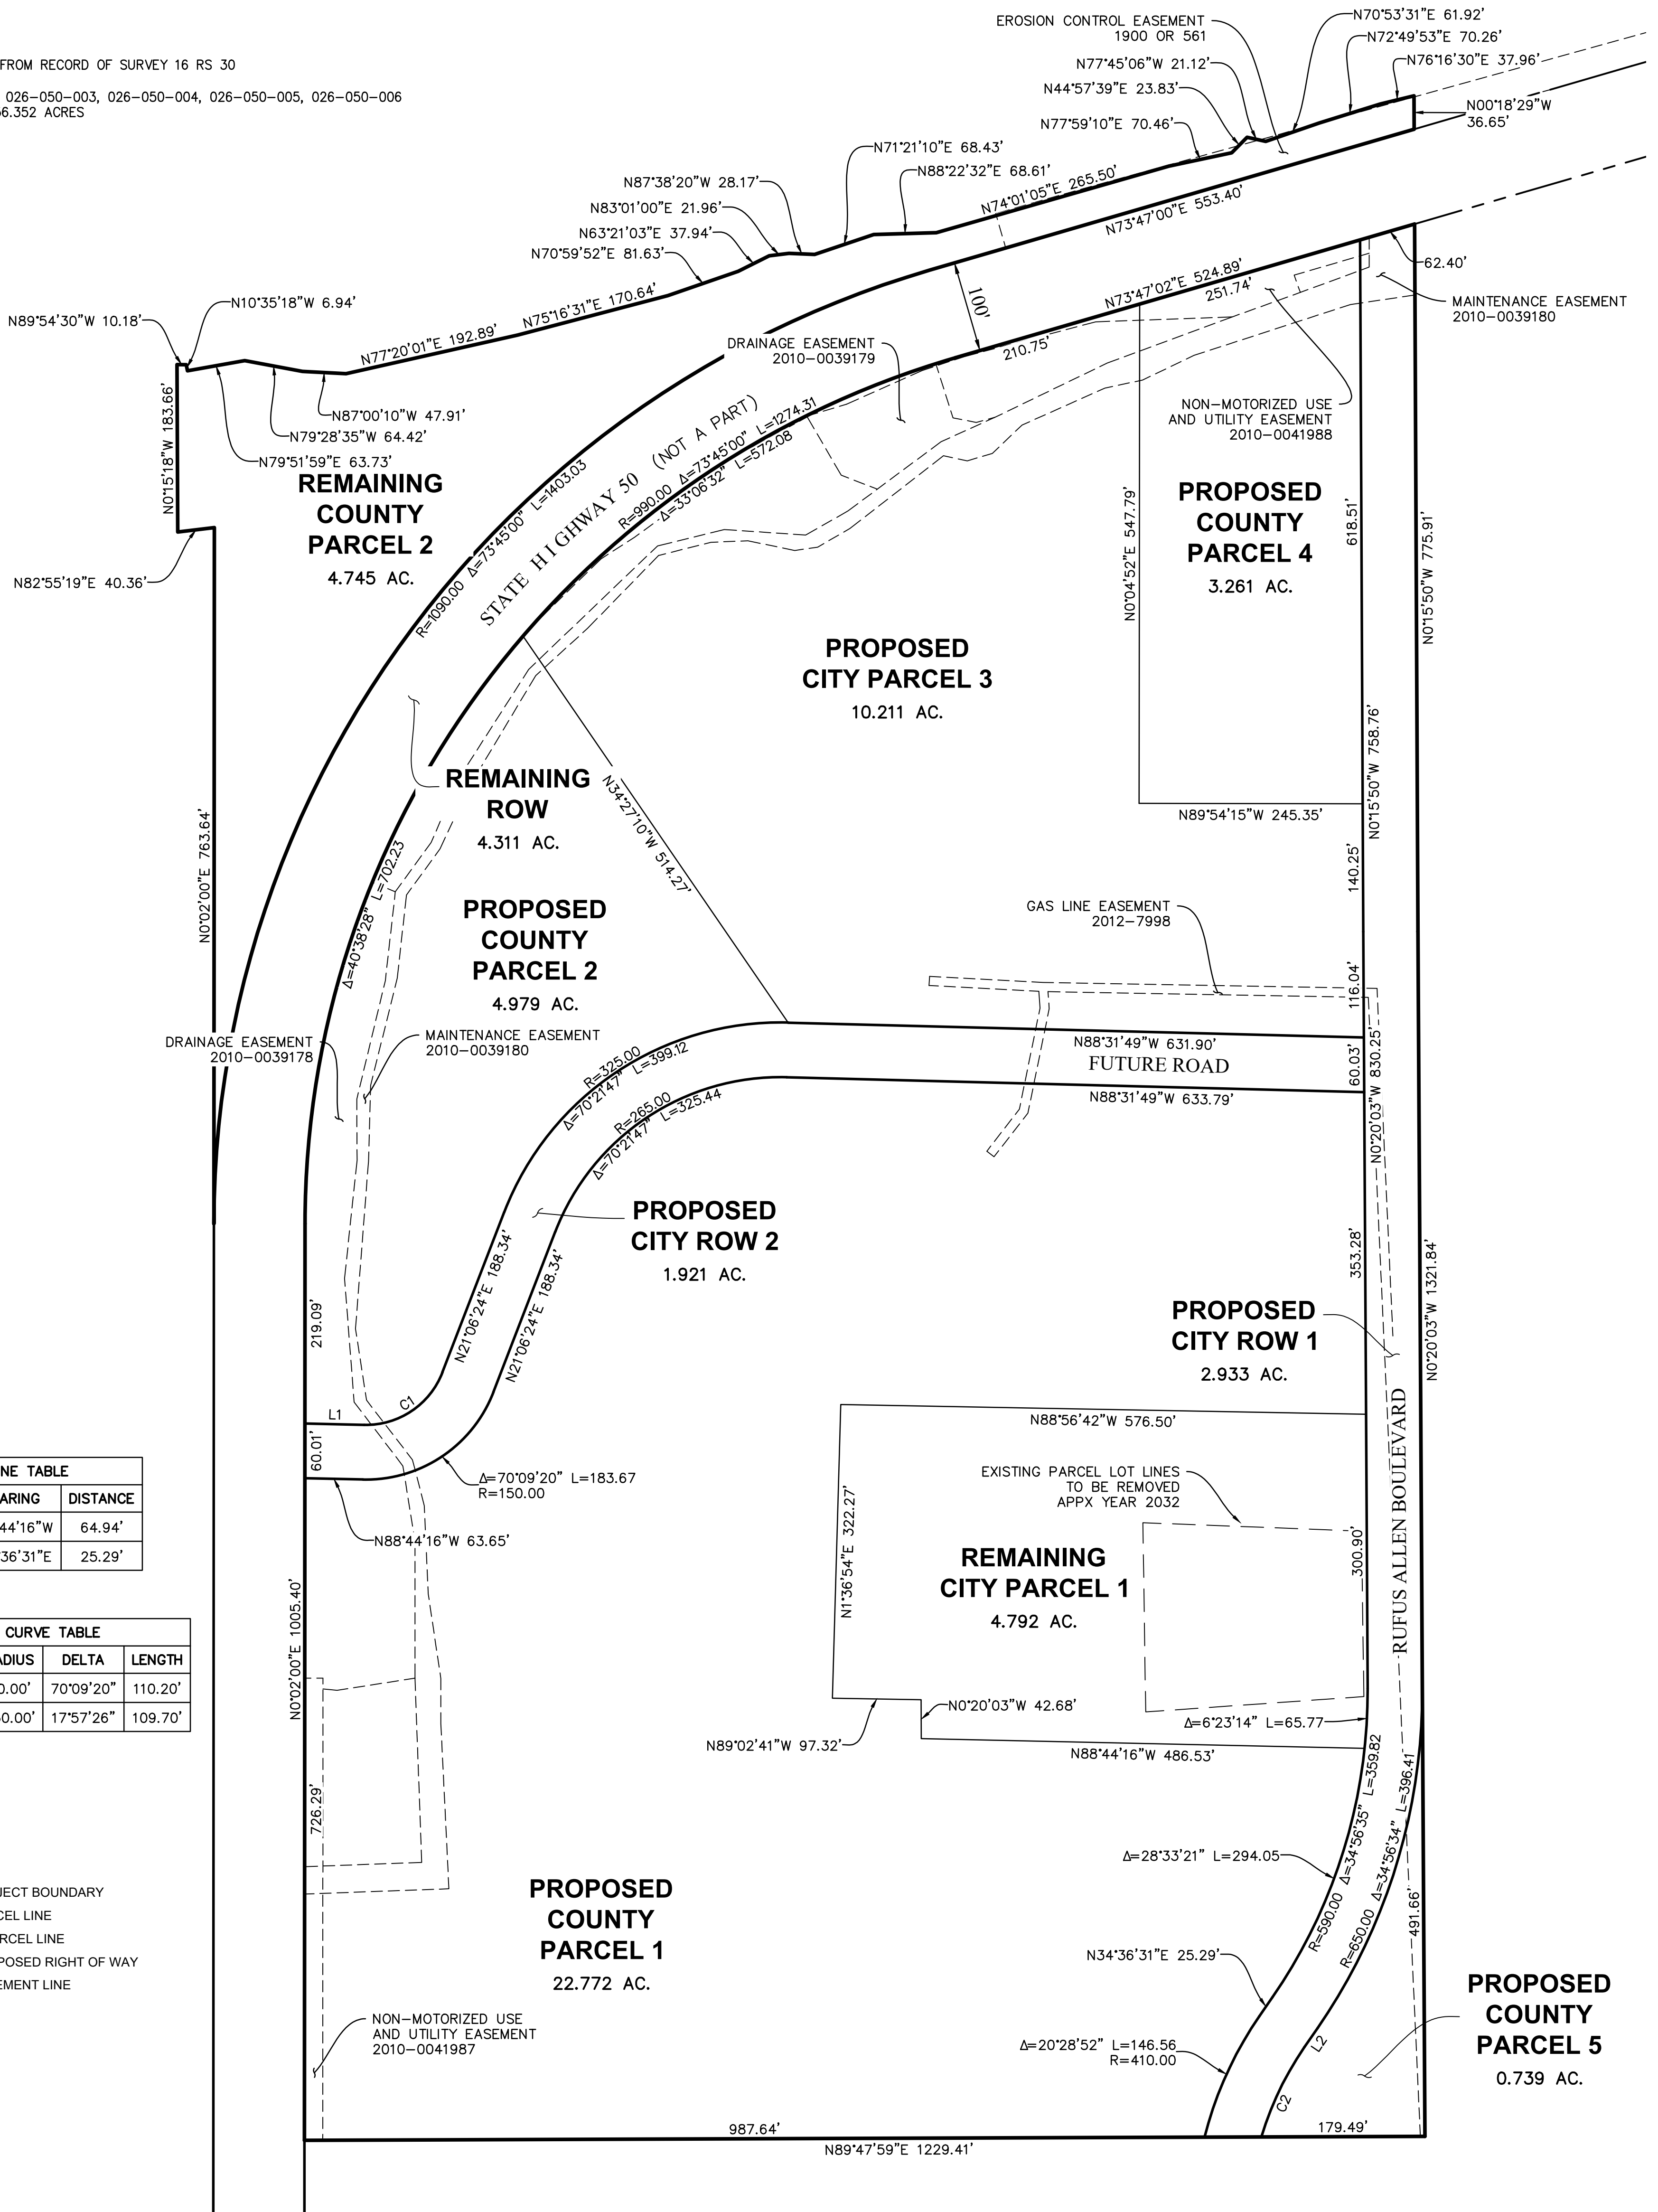 FROM RECORD OF SURVEY 16 RS 30
026-050-003, 026-050-004, 026-050-005, 026-050-006
6.352 ACRES
EROSION CONTROL EASEMENT
1900 OR 561
N70°53'31"E 61.92'
N72°49'53"E 70.26'
N76°16'30"E 37.96'
N77°45'06"W 21.12'
N44°57'39"E 23.83'
N77°59'10"E 70.46'
N00°18'29"W
36.65'
N71°21'10"E 68.43'
N88°22'32"E 68.61'
N87°38'20"W 28.17'
N83°01'00"E 21.96'
N63°21'03"E 37.94'
N70°59'52"E 81.63'
N74°01'05"E 265.50'
N73°47'00"E 553.40'
N73°47'02"E 524.89'
251.74'
62.40'
100'
210.75'
MAINTENANCE EASEMENT
2010-0039180
N10°35'18"W 6.94'
N89°54'30"W 10.18'
N75°16'31"E 170.64'
N77°20'01"E 192.89'
N87°00'10"W 47.91'
N79°28'35"W 64.42'
N79°51'59"E 63.73'
N0°15'18"W 183.66'
N82°55'19"E 40.36'
DRAINAGE EASEMENT
2010-0039179
NON-MOTORIZED USE
AND UTILITY EASEMENT
2010-0041988
REMAINING
COUNTY
PARCEL 2
4.745 AC.
R=1090.00 Δ=73°45'00" L=1403.03
STATE HIGHWAY 50 (NOT A PART)
R=990.00 Δ=73°45'00" L=1274.31
Δ=33°06'32" L=572.08
PROPOSED
COUNTY
PARCEL 4
3.261 AC.
N0°04'52"E 547.79'
618.51'
N0°15'50"W 775.91'
N0°15'50"W 758.76'
N89°54'15"W 245.35'
140.25'
PROPOSED
CITY PARCEL 3
10.211 AC.
REMAINING
ROW
4.311 AC.
N34°27'10"W 514.27'
N0°02'00"E 763.64'
Δ=40°38'28" L=702.23
PROPOSED
COUNTY
PARCEL 2
4.979 AC.
GAS LINE EASEMENT
2012-7998
116.04'
DRAINAGE EASEMENT
2010-0039178
MAINTENANCE EASEMENT
2010-0039180
R=325.00
Δ=70°21'47" L=399.12
R=265.00
Δ=70°21'47" L=325.44
N88°31'49"W 631.90'
FUTURE ROAD
N88°31'49"W 633.79'
60.03'
N0°20'03"W 830.25'
PROPOSED
CITY ROW 2
1.921 AC.
N21°06'24"E 188.34'
N21°06'24"E 188.34'
219.09'
353.28'
N0°20'03"W 1321.84'
PROPOSED
CITY ROW 1
2.933 AC.
L1
C1
60.01'
Δ=70°09'20" L=183.67
R=150.00
N88°44'16"W 63.65'
N88°56'42"W 576.50'
EXISTING PARCEL LOT LINES
TO BE REMOVED
APPX YEAR 2032
N1°36'54"E 322.27'
300.90'
RUFUS ALLEN BOULEVARD
REMAINING
CITY PARCEL 1
4.792 AC.
N0°20'03"W 42.68'
N89°02'41"W 97.32'
N88°44'16"W 486.53'
Δ=6°23'14" L=65.77
NE TABLE
ARING DISTANCE
44'16"W 64.94'
36'31"E 25.29'
CURVE TABLE
ADIUS DELTA LENGTH
0.00' 70°09'20" 110.20'
0.00' 17°57'26" 109.70'
N0°02'00"E 1005.40'
726.29'
JECT BOUNDARY
CEL LINE
RCEL LINE
POSED RIGHT OF WAY
EMENT LINE
PROPOSED
COUNTY
PARCEL 1
22.772 AC.
NON-MOTORIZED USE
AND UTILITY EASEMENT
2010-0041987
Δ=28°33'21" L=294.05
R=590.00 Δ=34°56'35" L=359.82
R=650.00 Δ=34°56'34" L=396.41
491.66'
N34°36'31"E 25.29'
Δ=20°28'52" L=146.56
R=410.00
L2
C2
PROPOSED
COUNTY
PARCEL 5
0.739 AC.
987.64'
179.49'
N89°47'59"E 1229.41'